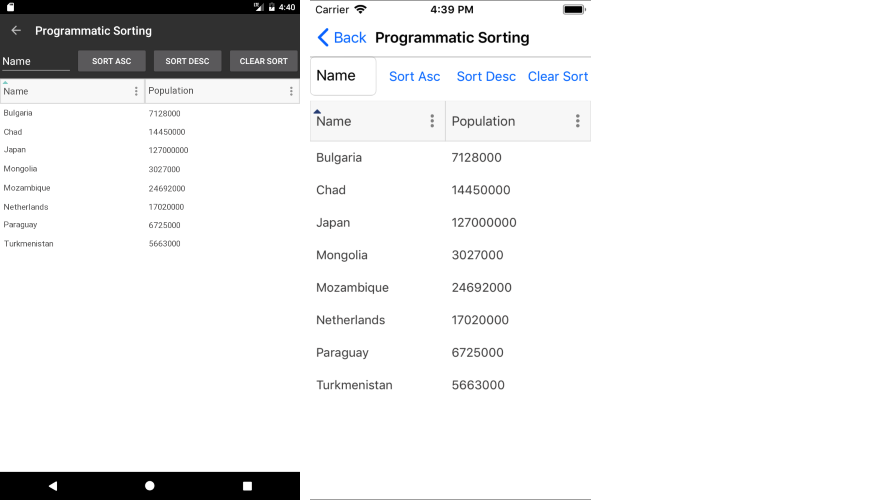 4:40
Programmatic Sorting
Name SORT ASC SORT DESC CLEAR SORT
Name Population
Bulgaria 7128000
Chad 14450000
Japan 127000000
Mongolia 3027000
Mozambique 24692000
Netherlands 17020000
Paraguay 6725000
Turkmenistan 5663000
Carrier 4:39 PM
Back Programmatic Sorting
Name Sort Asc Sort Desc Clear Sort
Name Population
Bulgaria 7128000
Chad 14450000
Japan 127000000
Mongolia 3027000
Mozambique 24692000
Netherlands 17020000
Paraguay 6725000
Turkmenistan 5663000